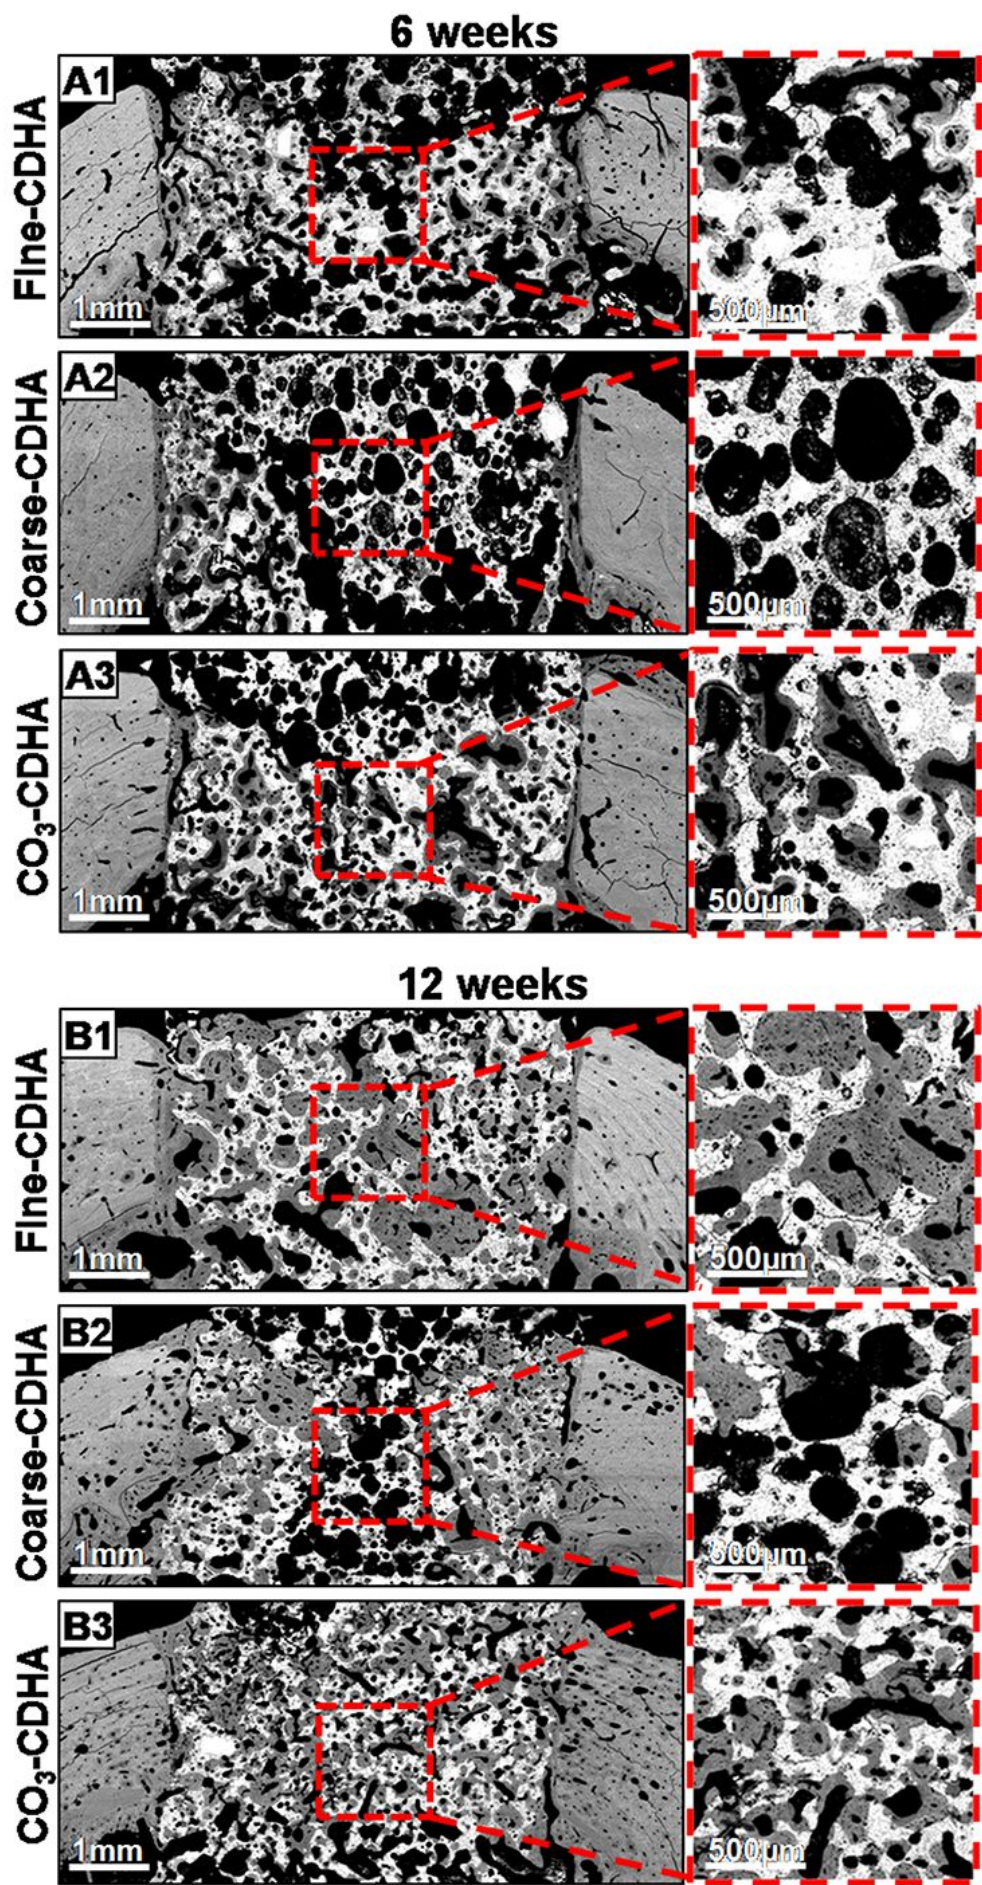 6 weeks
Fine-CDHA
A1
1mm
500µm
Coarse-CDHA
A2
1mm
500µm
CO₃-CDHA
A3
1mm
500µm
12 weeks
Fine-CDHA
B1
1mm
500µm
Coarse-CDHA
B2
1mm
500µm
CO₃-CDHA
B3
1mm
500µm